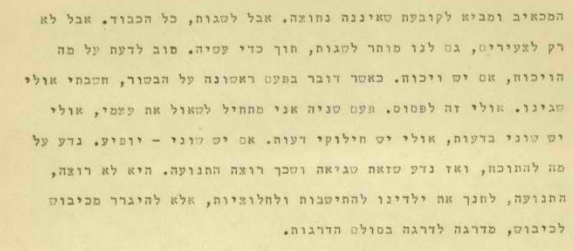 המכאיב ומביא לקובעת שאיננה נחוצה. אבל לשגות, כל הכבוד. אבל לא
רק לצעירים, גם לנו מותר לשגות, תוך כדי עשיה. טוב לדעת על מה
הויכוח, אם יש ויכוח. כאשר דובר בפעם ראשונה על הבשור, חשבתי אולי
שגינו. אולי זה לפסוס. פעם שניה אני מתחיל לשאול את עצמי, אולי
יש שוני בדעות, אולי יש חילוקי דעות. אם יש שוני - יופיע. נדע על
מה להתוכח, ואז נדע שזאת שגיאה ושכך רוצה התנועה. היא לא רוצה,
התנועה, לחנך את ילדינו להתישבות ולחלוציות, אלא להיגרר מכיבוש
לכיבוש, מדרגה לדרגה בסולם הדרגות.